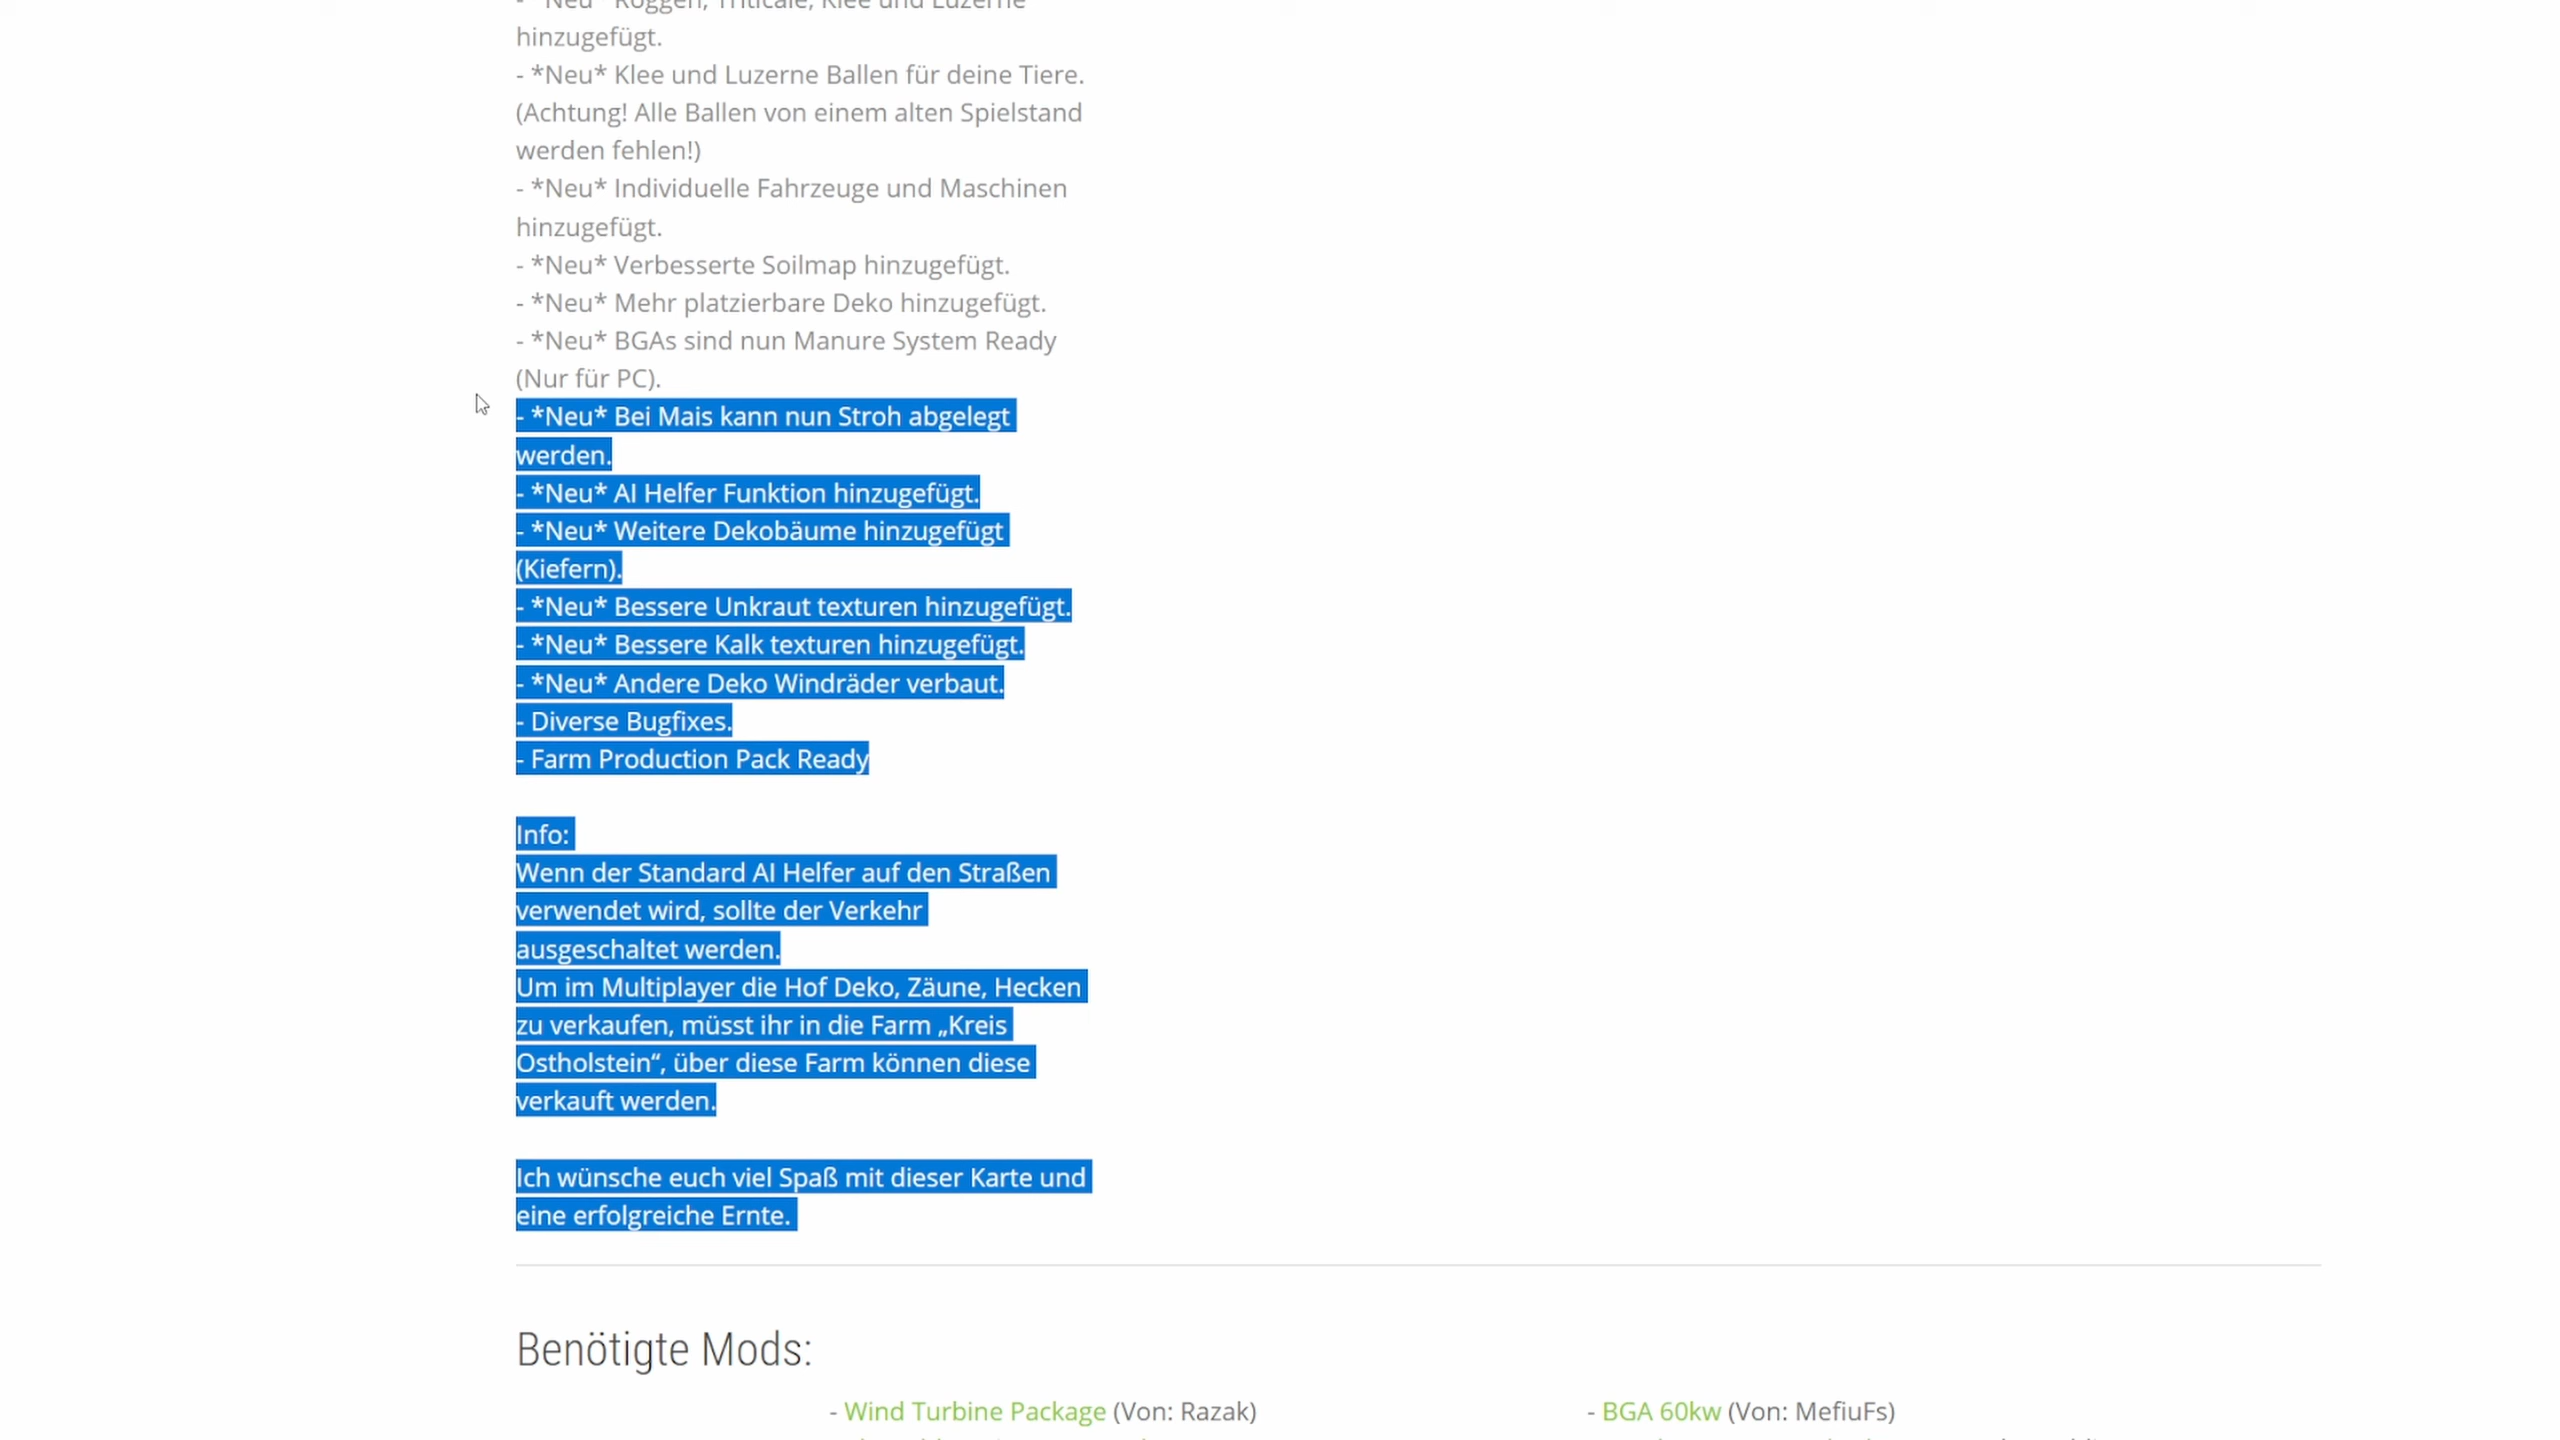 - *Neu* Roggen, Triticale, Klee und Luzerne
hinzugefügt.
- *Neu* Klee und Luzerne Ballen für deine Tiere.
(Achtung! Alle Ballen von einem alten Spielstand
werden fehlen!)
- *Neu* Individuelle Fahrzeuge und Maschinen
hinzugefügt.
- *Neu* Verbesserte Soilmap hinzugefügt.
- *Neu* Mehr platzierbare Deko hinzugefügt.
- *Neu* BGAs sind nun Manure System Ready
(Nur für PC).
- *Neu* Bei Mais kann nun Stroh abgelegt
werden.
- *Neu* AI Helfer Funktion hinzugefügt.
- *Neu* Weitere Dekobäume hinzugefügt
(Kiefern).
- *Neu* Bessere Unkraut texturen hinzugefügt.
- *Neu* Bessere Kalk texturen hinzugefügt.
- *Neu* Andere Deko Windräder verbaut.
- Diverse Bugfixes.
- Farm Production Pack Ready
Info:
Wenn der Standard AI Helfer auf den Straßen
verwendet wird, sollte der Verkehr
ausgeschaltet werden.
Um im Multiplayer die Hof Deko, Zäune, Hecken
zu verkaufen, müsst ihr in die Farm „Kreis
Ostholstein“, über diese Farm können diese
verkauft werden.
Ich wünsche euch viel Spaß mit dieser Karte und
eine erfolgreiche Ernte.
Benötigte Mods:
- Wind Turbine Package (Von: Razak)
- BGA 60kw (Von: MefiuFs)